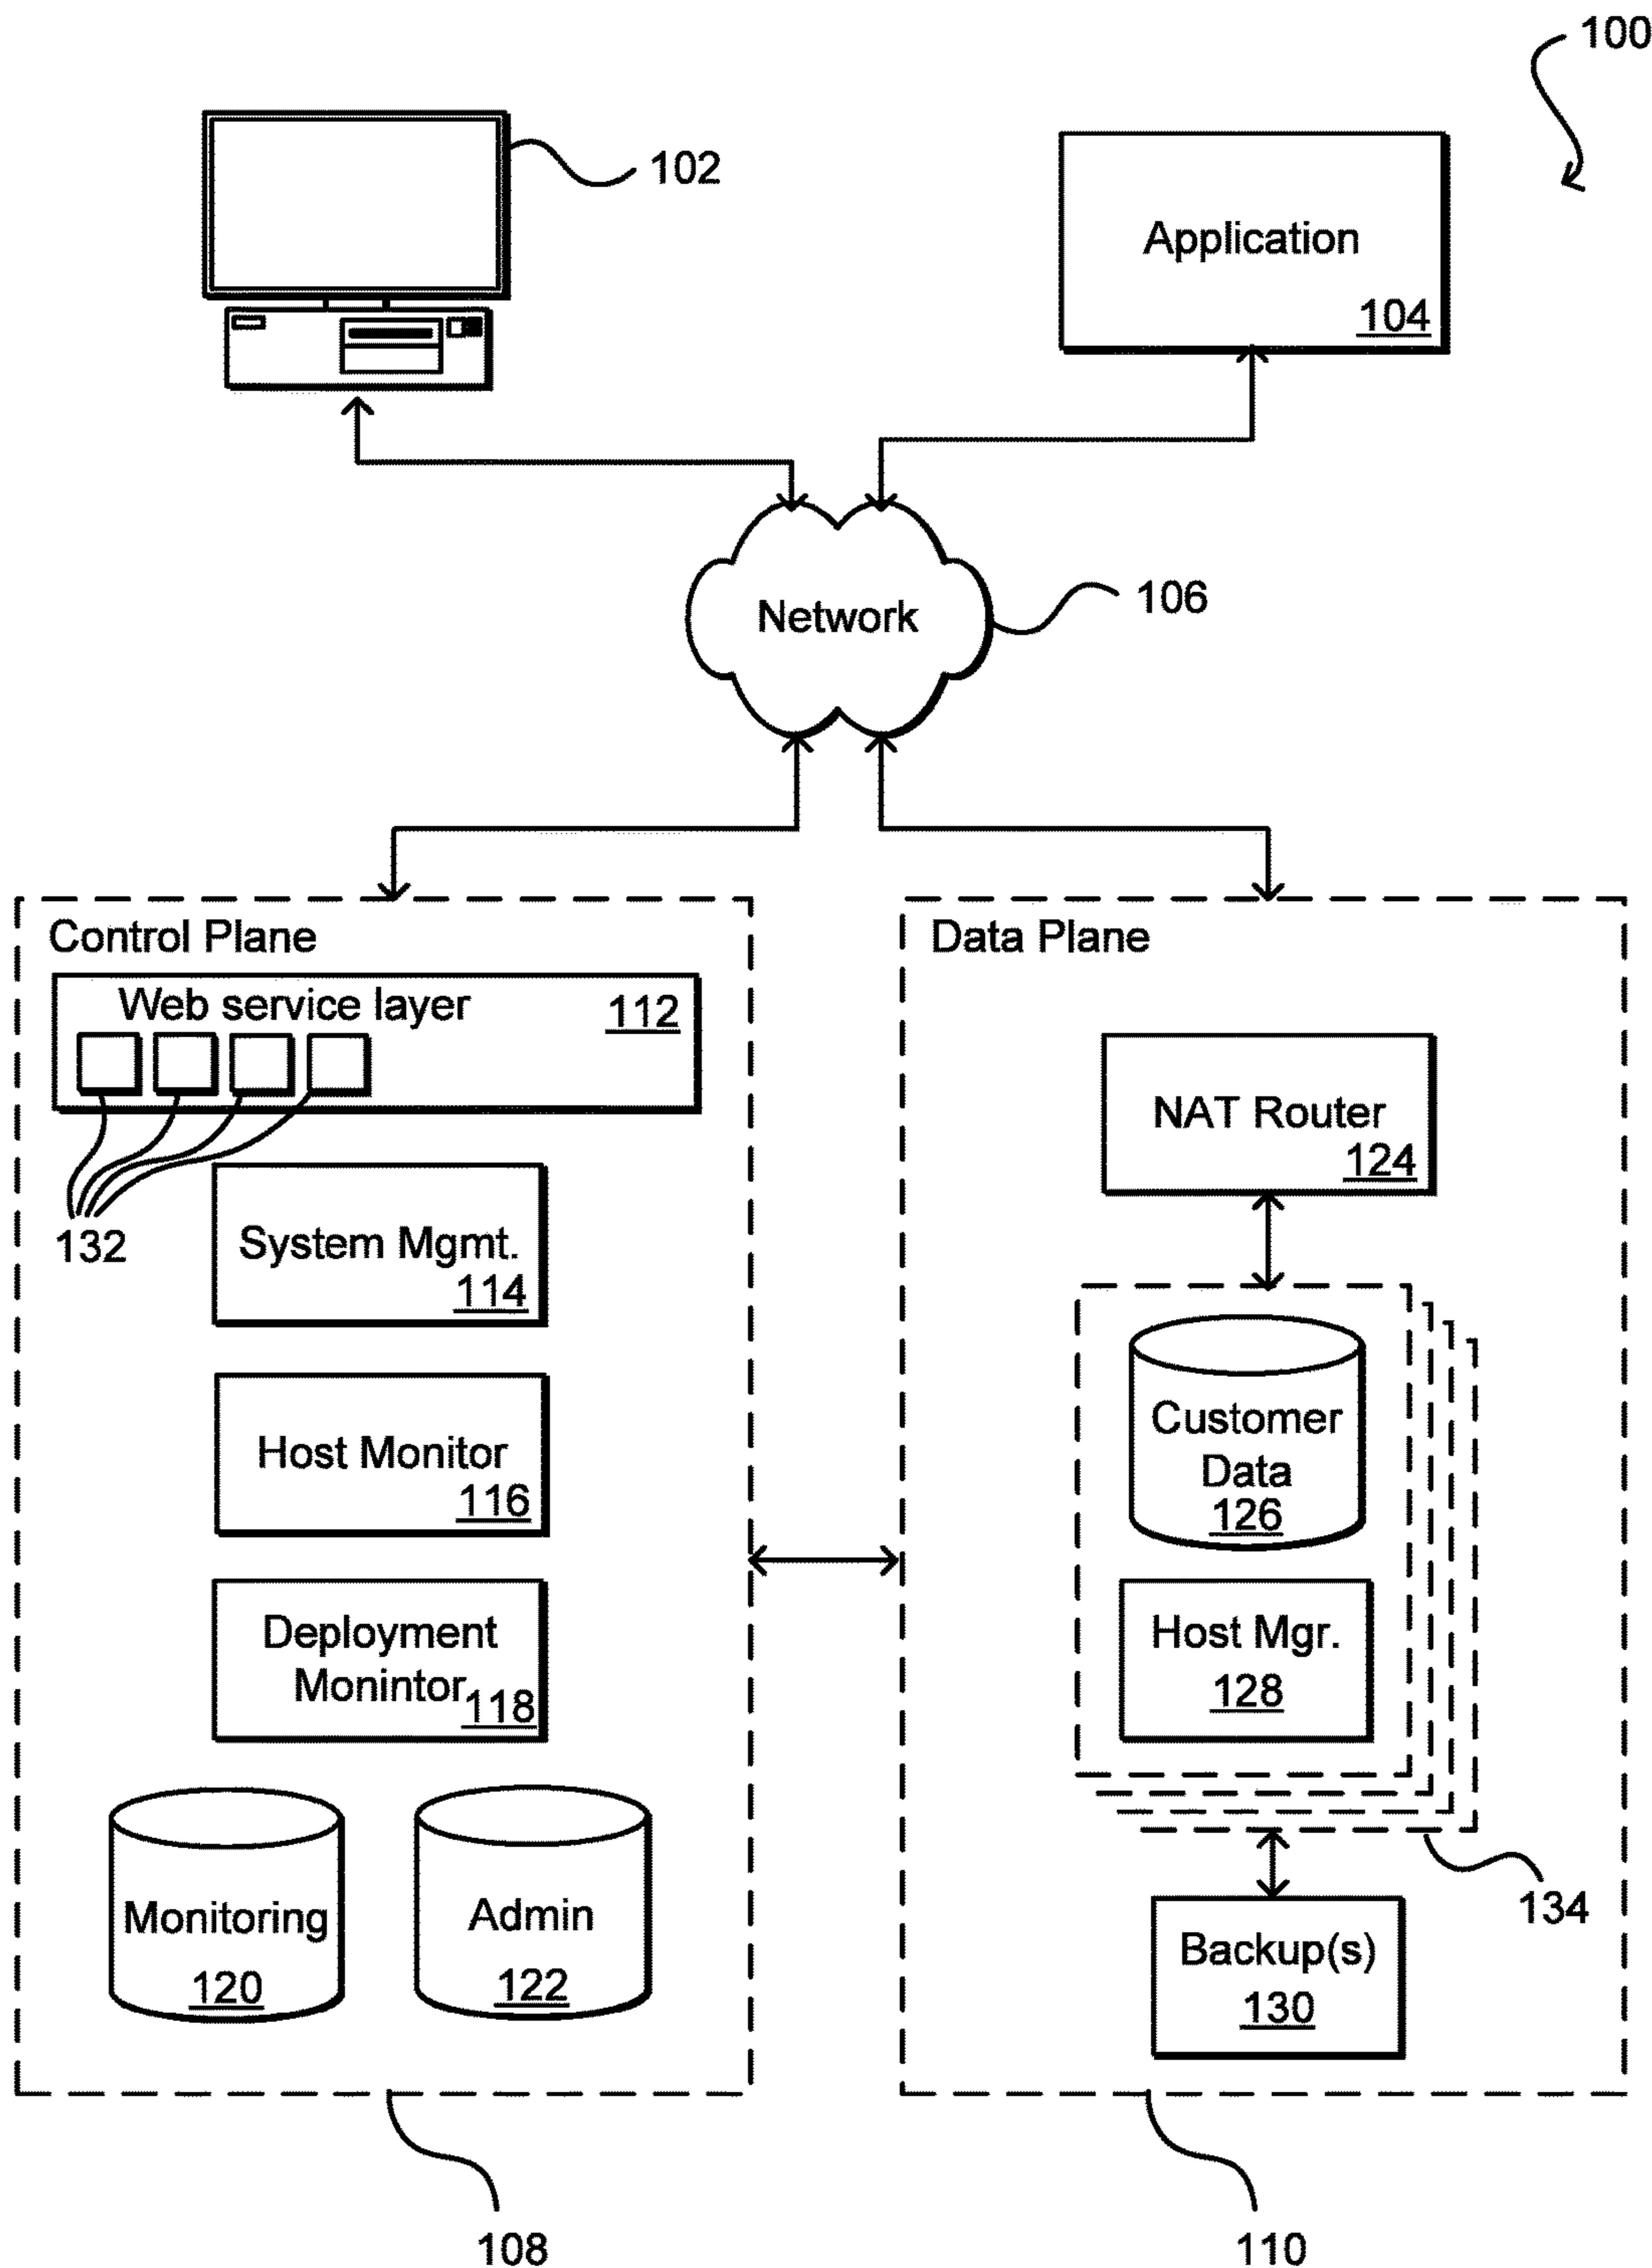 100
102
Application
104
Network
106
Control Plane
Web service layer
112
132
System Mgmt.
114
Host Monitor
116
Deployment
Monintor
118
Monitoring
120
Admin
122
108
Data Plane
NAT Router
124
Customer
Data
126
Host Mgr.
128
134
Backup(s)
130
110